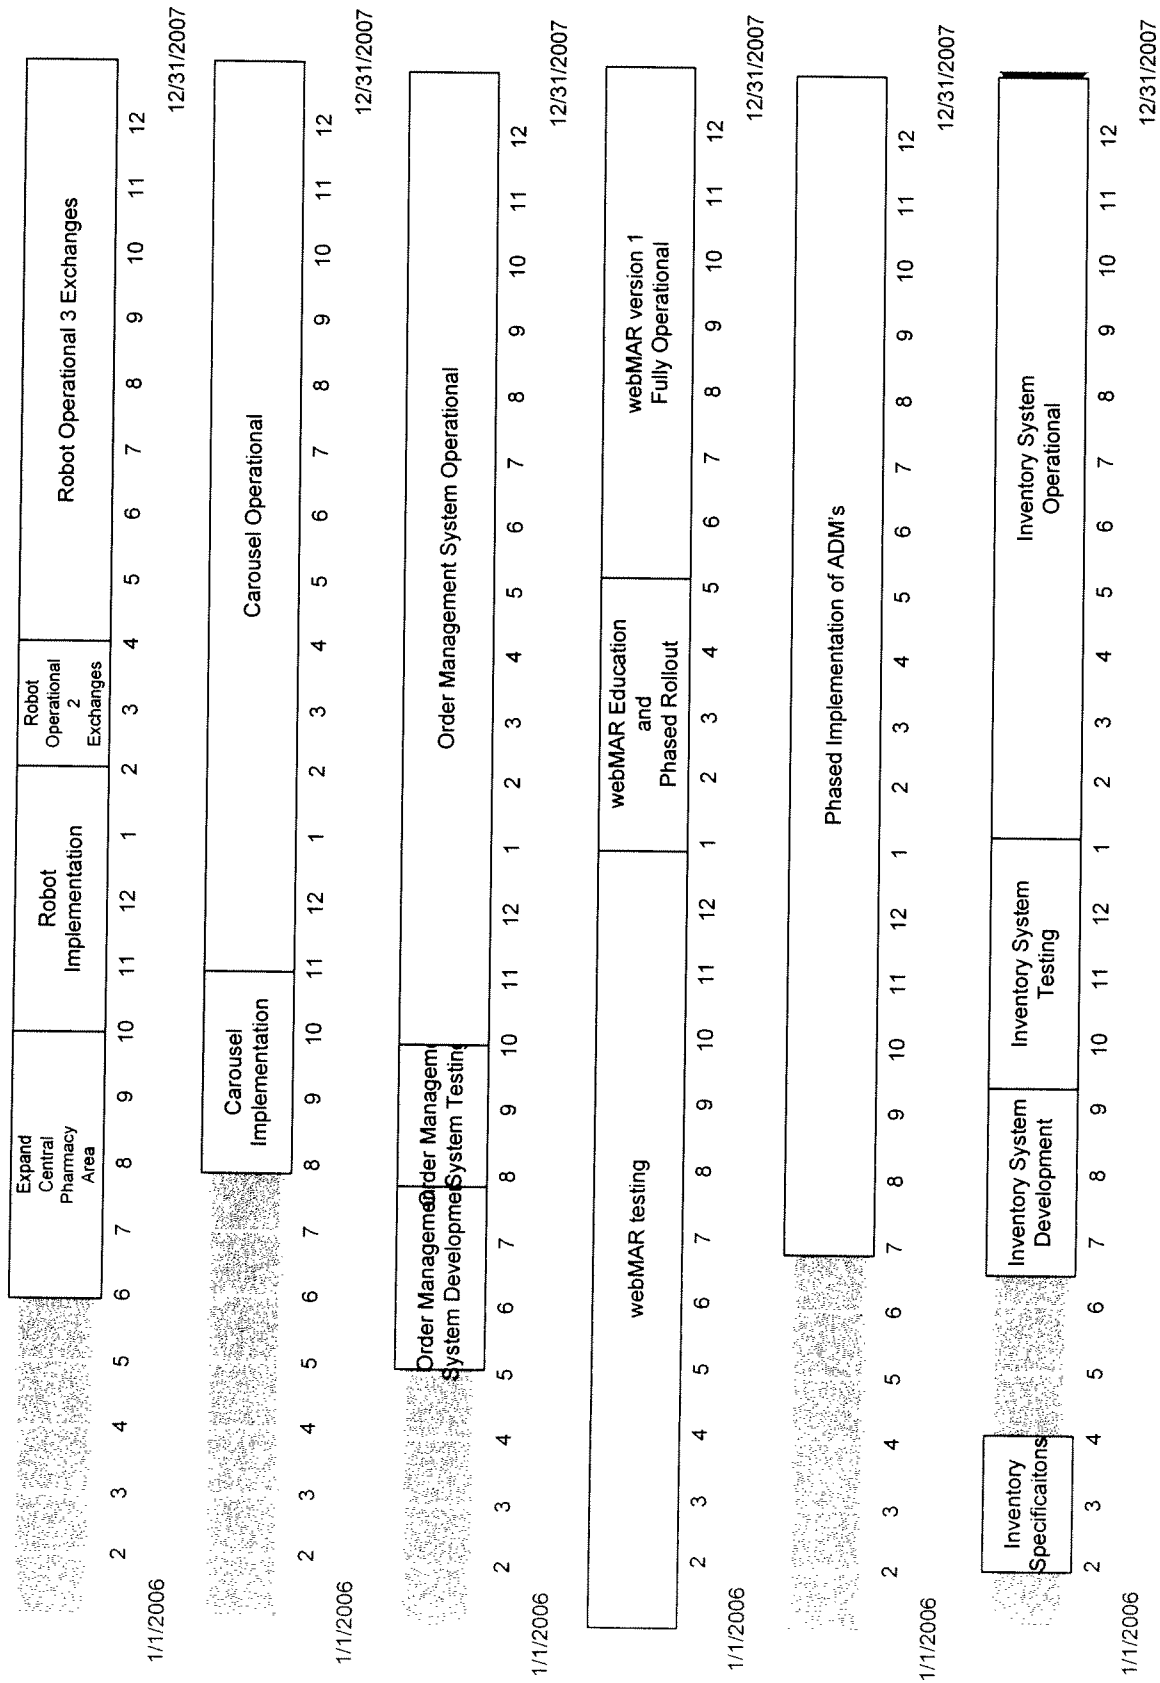 Expand
Central
Pharmacy
Area
Robot
Implementation
Robot
Operational
2
Exchanges
Robot Operational 3 Exchanges
2 3 4 5 6 7 8 9 10 11 12 1 2 3 4 5 6 7 8 9 10 11 12
1/1/2006 12/31/2007
Carousel
Implementation
Carousel Operational
2 3 4 5 6 7 8 9 10 11 12 1 2 3 4 5 6 7 8 9 10 11 12
1/1/2006 12/31/2007
Order Managemen
System Developmen
Order Managemen
System Testing
Order Management System Operational
2 3 4 5 6 7 8 9 10 11 12 1 2 3 4 5 6 7 8 9 10 11 12
1/1/2006 12/31/2007
webMAR testing
webMAR Education
and
Phased Rollout
webMAR version 1
Fully Operational
2 3 4 5 6 7 8 9 10 11 12 1 2 3 4 5 6 7 8 9 10 11 12
1/1/2006 12/31/2007
Phased Implementation of ADM's
2 3 4 5 6 7 8 9 10 11 12 1 2 3 4 5 6 7 8 9 10 11 12
1/1/2006 12/31/2007
Inventory
Specificaitons
Inventory System
Development
Inventory System
Testing
Inventory System
Operational
2 3 4 5 6 7 8 9 10 11 12 1 2 3 4 5 6 7 8 9 10 11 12
1/1/2006 12/31/2007